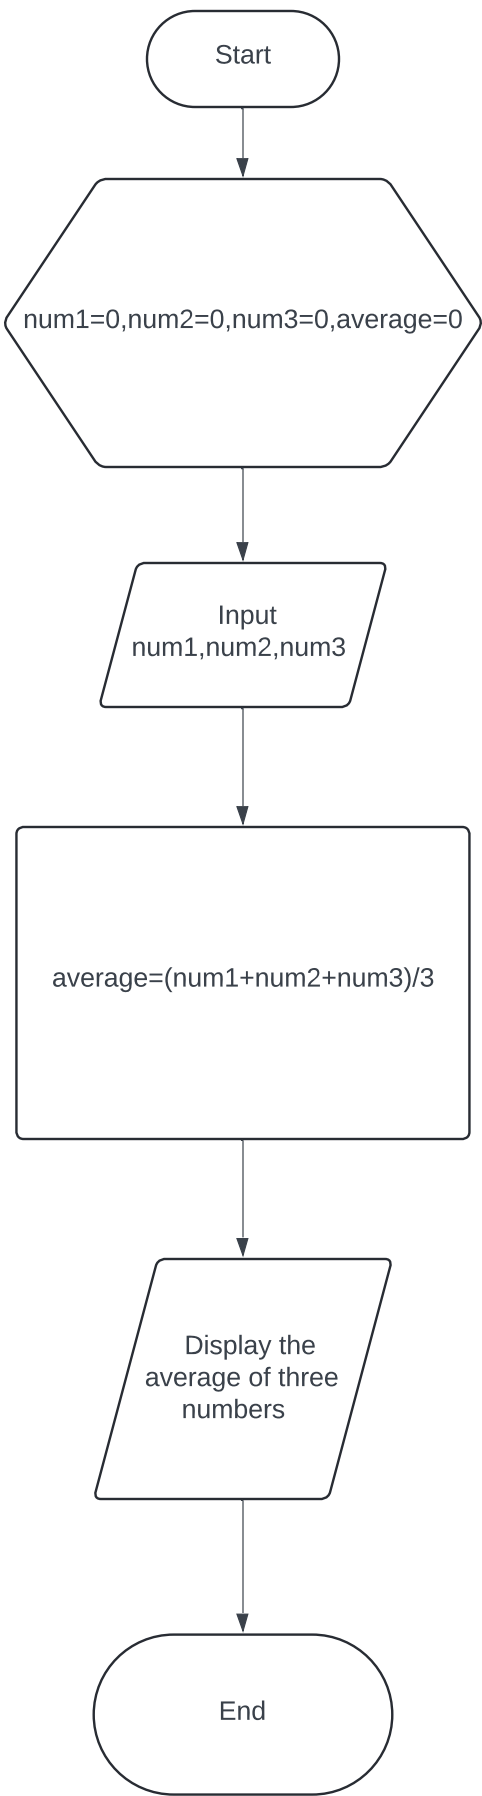 Start
num1=0,num2=0,num3=0,average=0
Input
num1,num2,num3
average=(num1+num2+num3)/3
Display the
average of three
numbers
End